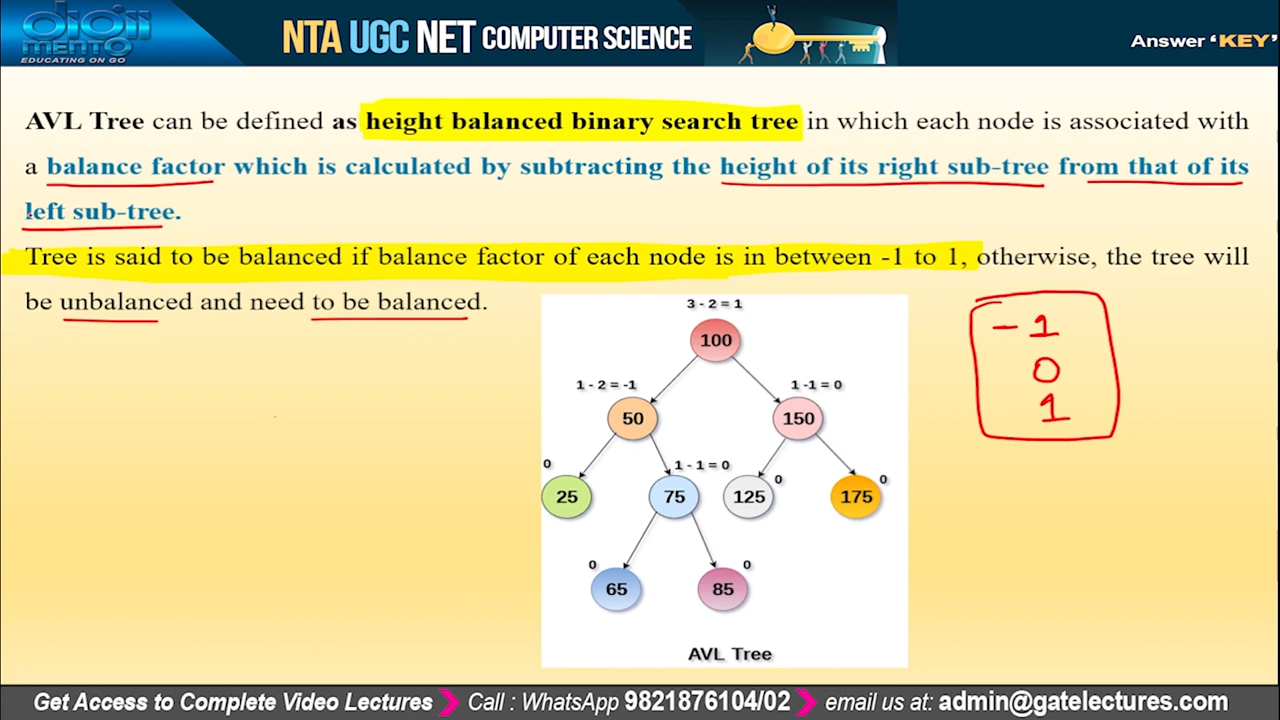 didii
MENTO
EDUCATING ON GO
NTA UGC NET COMPUTER SCIENCE
Answer ‘KEY’
AVL Tree can be defined as height balanced binary search tree in which each node is associated with
a balance factor which is calculated by subtracting the height of its right sub-tree from that of its
left sub-tree.
Tree is said to be balanced if balance factor of each node is in between -1 to 1, otherwise, the tree will
be unbalanced and need to be balanced.
3 - 2 = 1
100
1 - 2 = -1
1 -1 = 0
50
150
0
1 - 1 = 0
0
0
25
75
125
175
0
0
65
85
AVL Tree
- 1
0
1
Get Access to Complete Video Lectures Call : WhatsApp 9821876104/02 email us at: admin@gatelectures.com